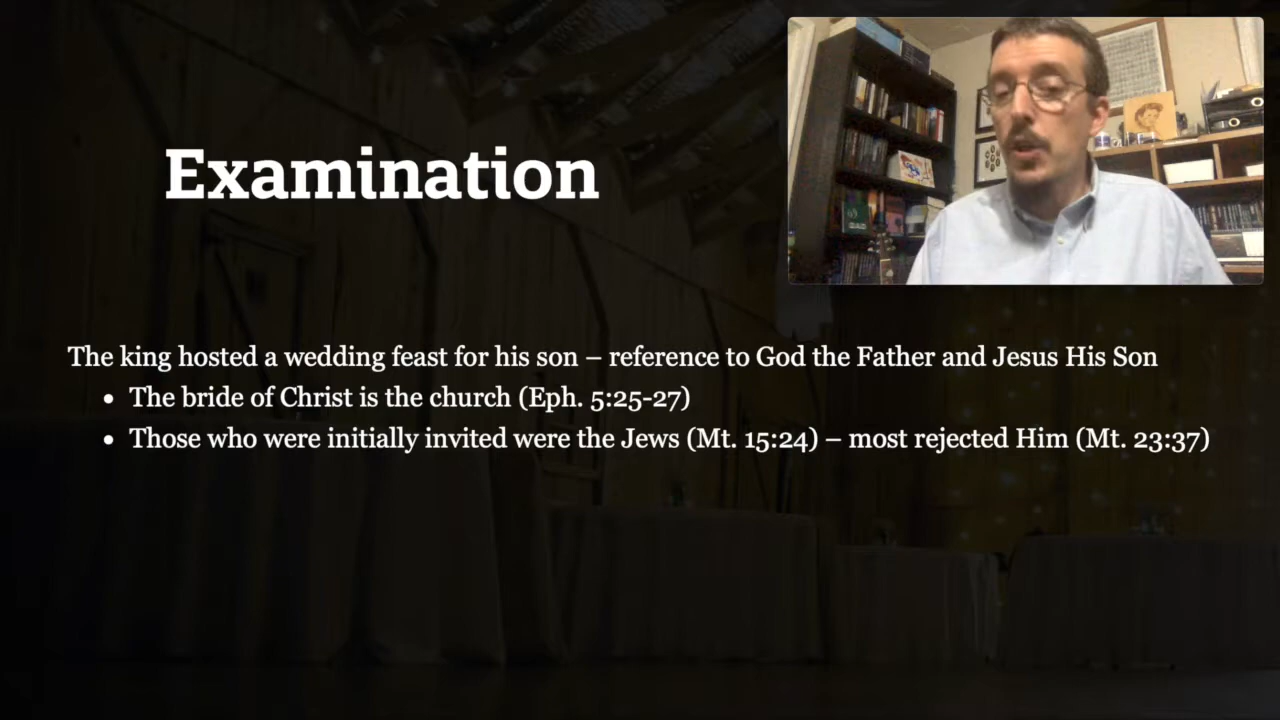 Examination
The king hosted a wedding feast for his son – reference to God the Father and Jesus His Son
• The bride of Christ is the church (Eph. 5:25-27)
• Those who were initially invited were the Jews (Mt. 15:24) – most rejected Him (Mt. 23:37)